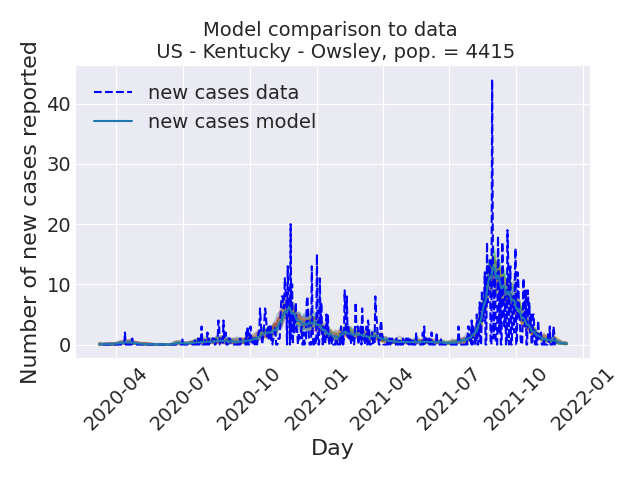 Model comparison to data
US - Kentucky - Owsley, pop. = 4415
Number of new cases reported
new cases data
new cases model
40
30
20
10
0
2020-04
2020-07
2020-10
2021-01
2021-04
2021-07
2021-10
2022-01
Day